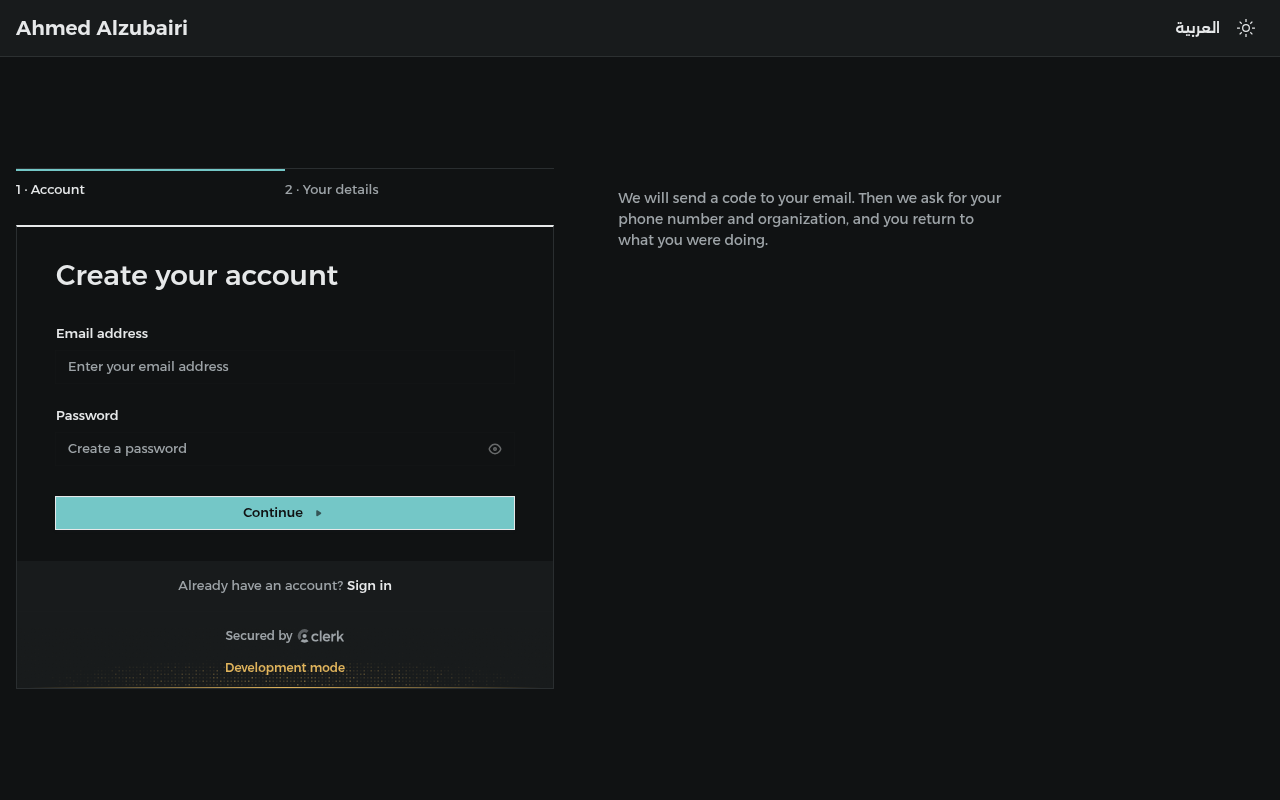 Ahmed Alzubairi
العربية
1 · Account
2 · Your details
We will send a code to your email. Then we ask for your
phone number and organization, and you return to
what you were doing.
Create your account
Email address
Enter your email address
Password
Create a password
Continue
Already have an account? Sign in
Secured by clerk
Development mode